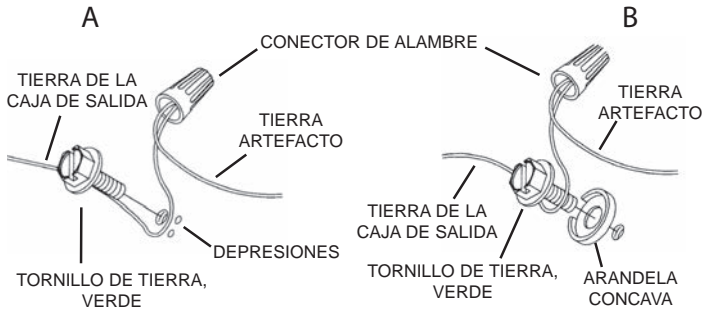 A
B
CONECTOR DE ALAMBRE
TIERRA DE LA
CAJA DE SALIDA
TIERRA
ARTEFACTO
TIERRA
ARTEFACTO
DEPRESIONES
TIERRA DE LA
CAJA DE SALIDA
TORNILLO DE TIERRA,
VERDE
TORNILLO DE TIERRA,
VERDE
ARANDELA
CONCAVA